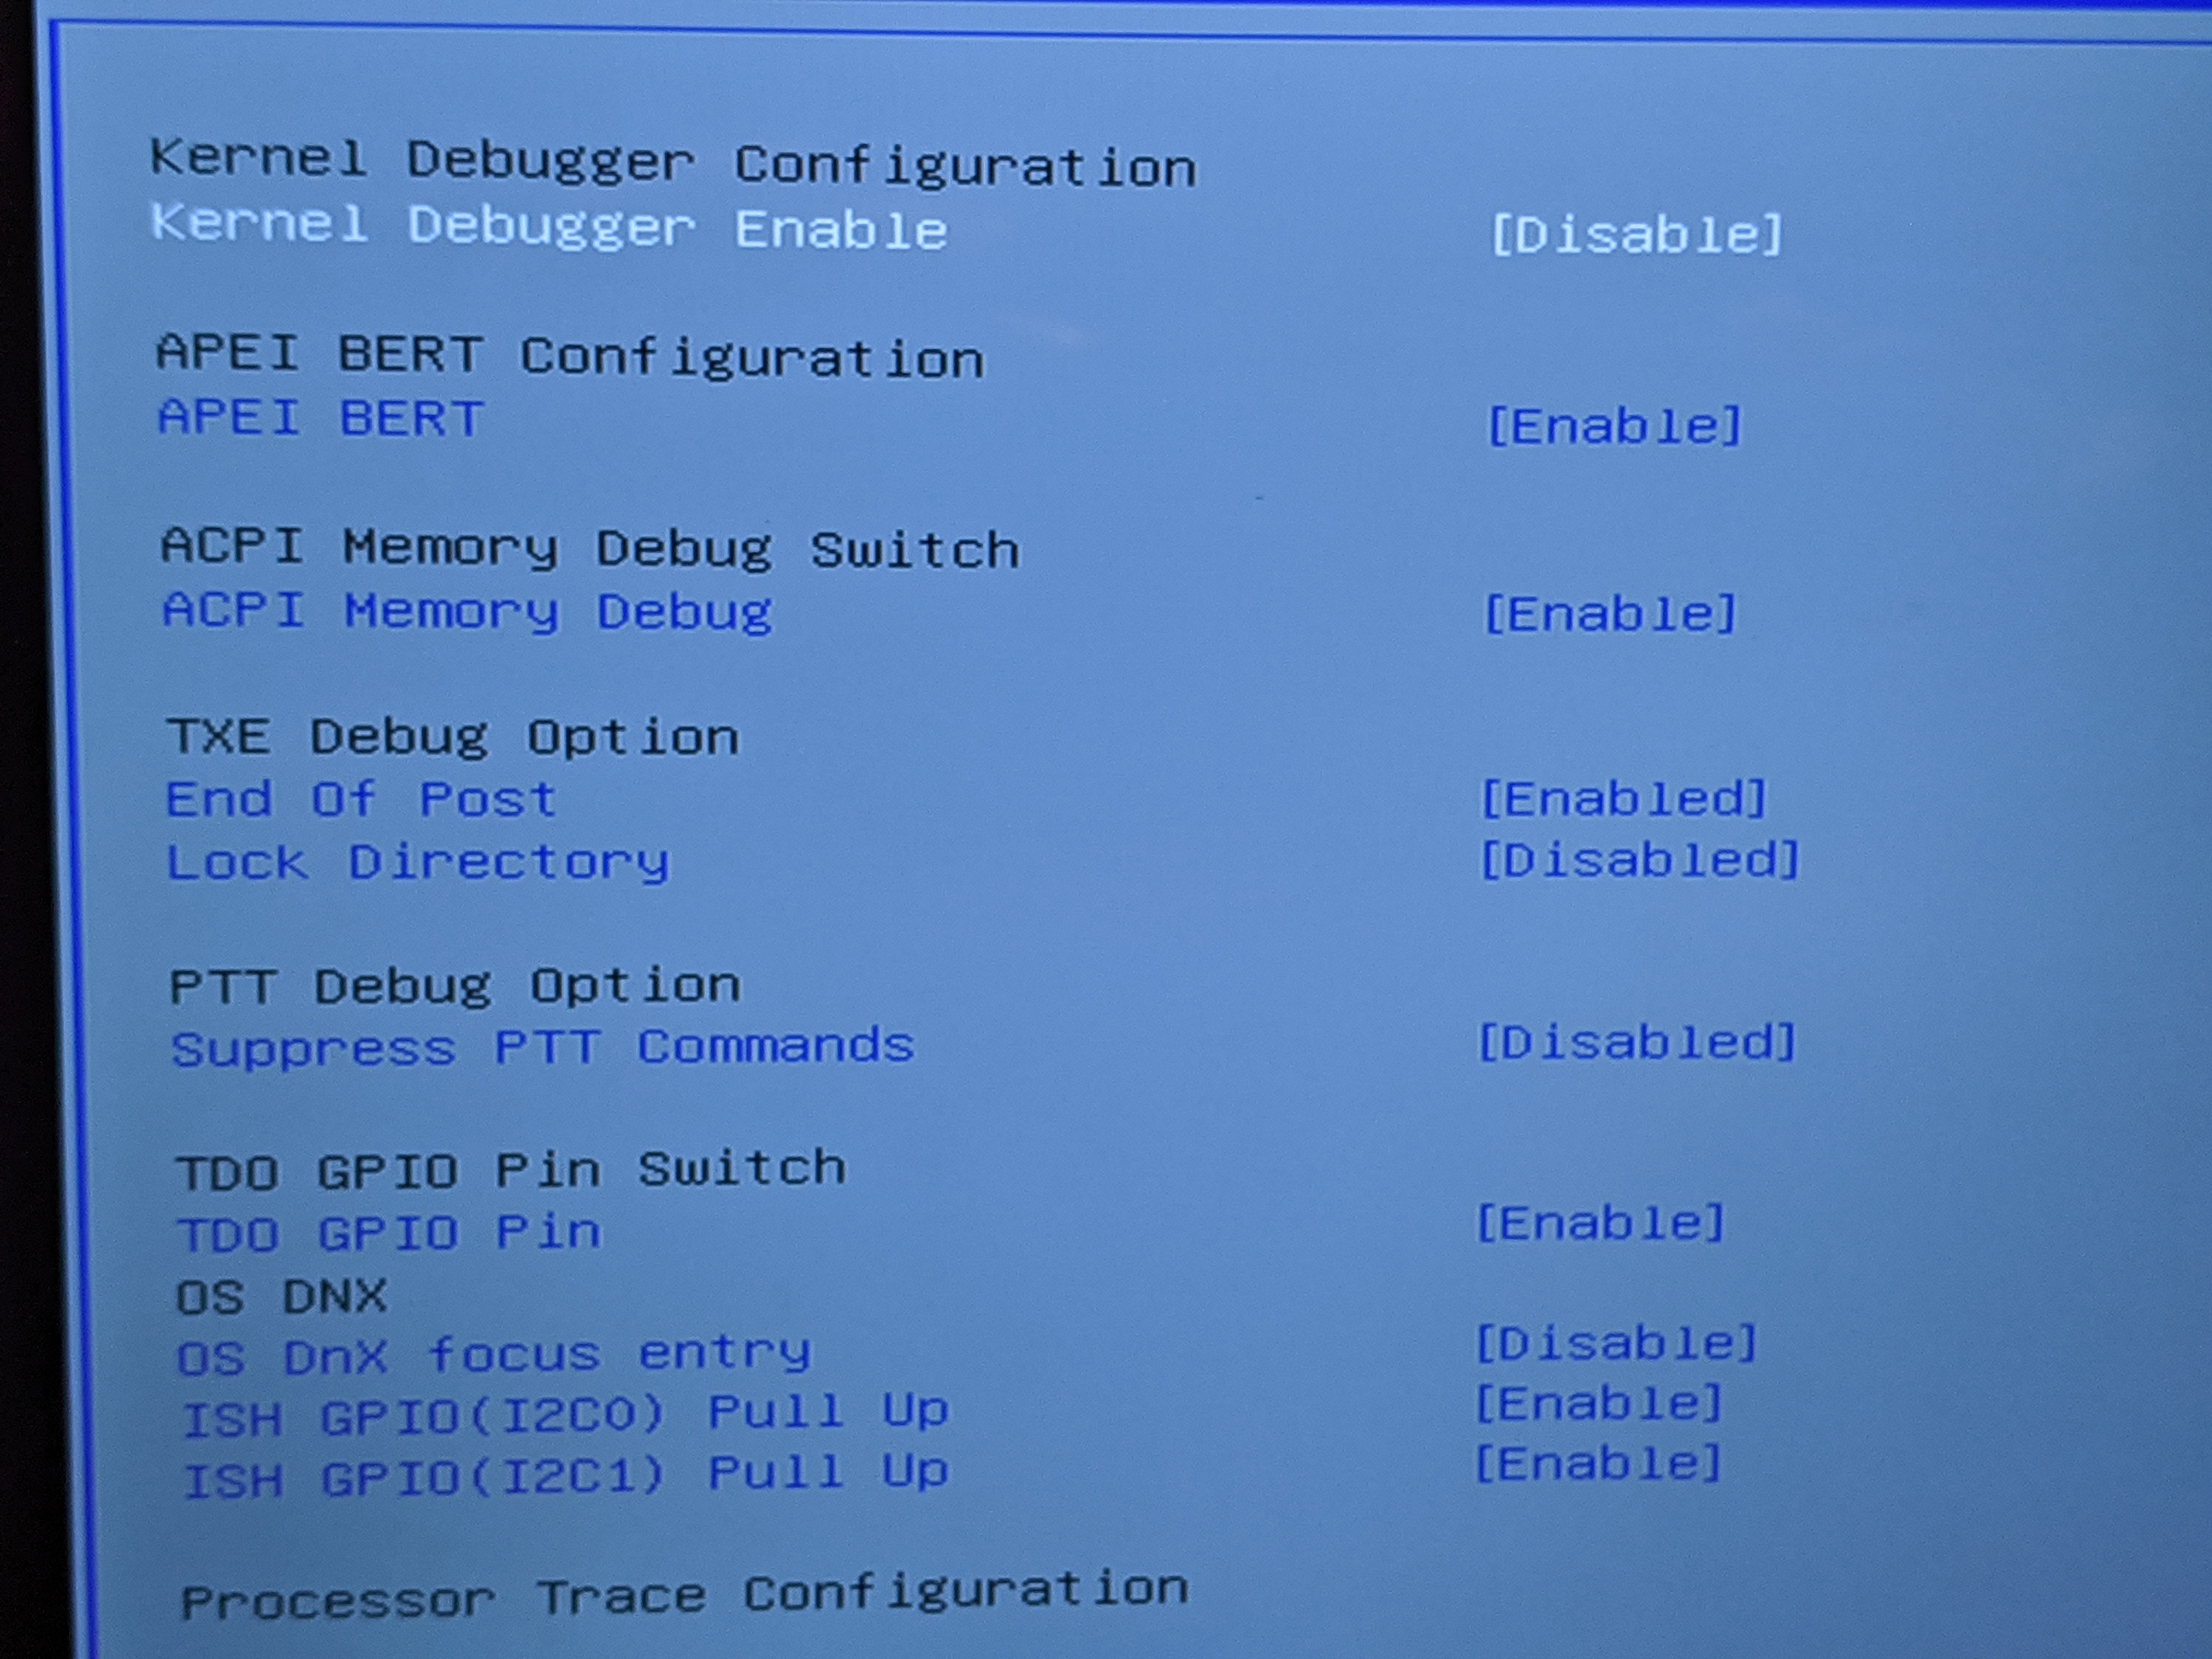 Kernel Debugger Configuration
Kernel Debugger Enable [Disable]
APEI BERT Configuration
APEI BERT [Enable]
ACPI Memory Debug Switch
ACPI Memory Debug [Enable]
TXE Debug Option
End Of Post [Enabled]
Lock Directory [Disabled]
PTT Debug Option
Suppress PTT Commands [Disabled]
TDO GPIO Pin Switch
TDO GPIO Pin [Enable]
OS DNX
OS DnX focus entry [Disable]
ISH GPIO(I2C0) Pull Up [Enable]
ISH GPIO(I2C1) Pull Up [Enable]
Processor Trace Configuration